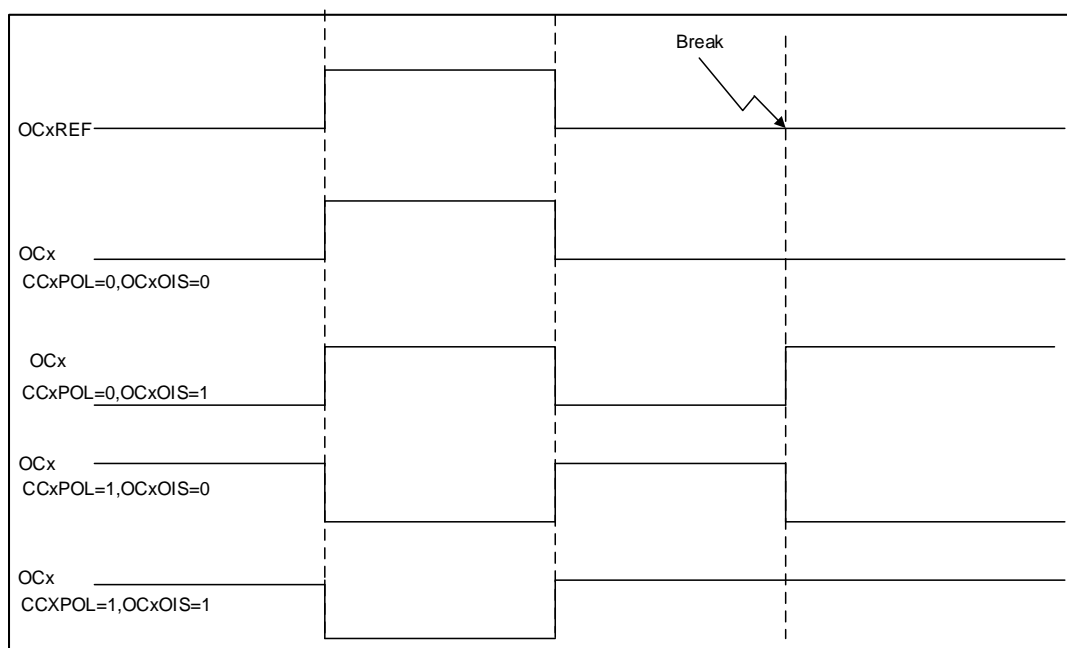 Break
OCxREF
OCx
CCxPOL=0,OCxOIS=0
OCx
CCxPOL=0,OCxOIS=1
OCx
CCxPOL=1,OCxOIS=0
OCx
CCXPOL=1,OCxOIS=1